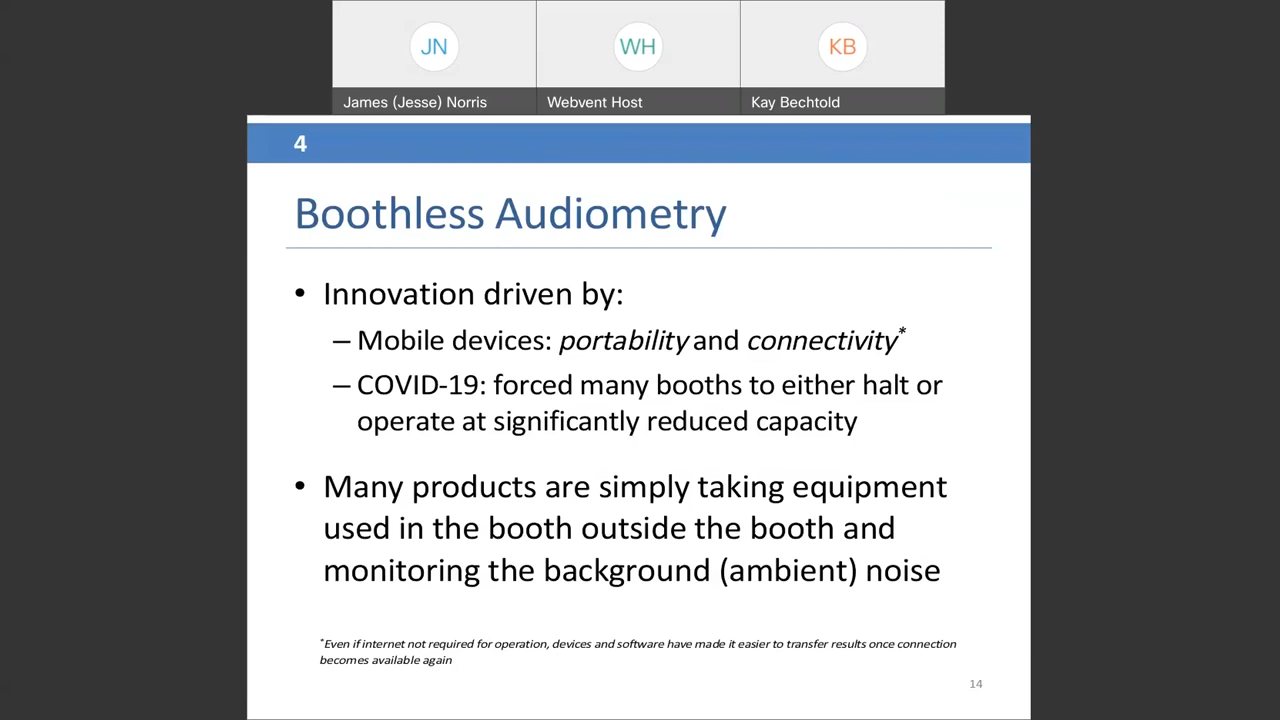 JN
WH
KB
James (Jesse) Norris
Webvent Host
Kay Bechtold
4
Boothless Audiometry
• Innovation driven by:
– Mobile devices: portability and connectivity*
– COVID-19: forced many booths to either halt or
operate at significantly reduced capacity
• Many products are simply taking equipment
used in the booth outside the booth and
monitoring the background (ambient) noise
*Even if internet not required for operation, devices and software have made it easier to transfer results once connection
becomes available again
14